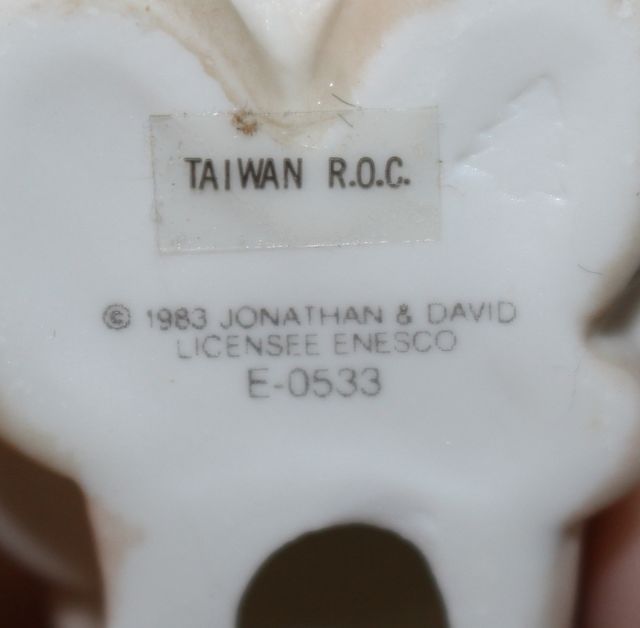 TAIWAN R.O.C.
© 1983 JONATHAN & DAVID
LICENSEE ENESCO
E-0533